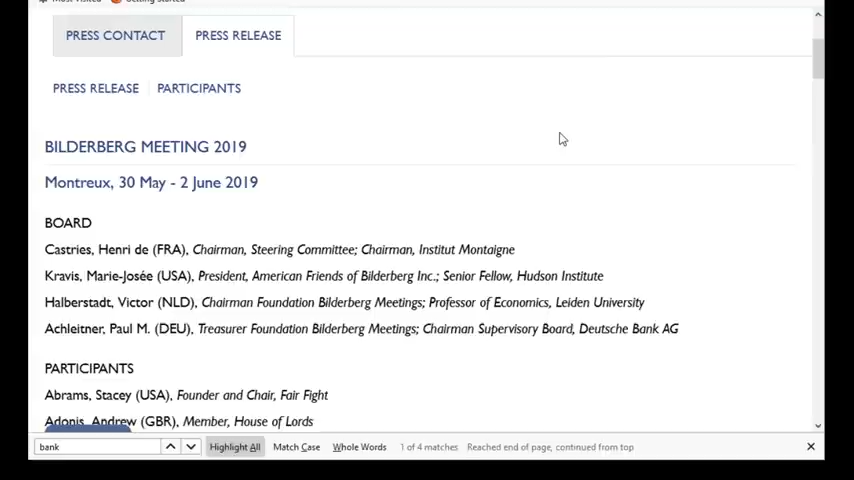 Most Visited Getting Started
PRESS CONTACT PRESS RELEASE
PRESS RELEASE PARTICIPANTS
BILDERBERG MEETING 2019
Montreux, 30 May - 2 June 2019
BOARD
Castries, Henri de (FRA), Chairman, Steering Committee; Chairman, Institut Montaigne
Kravis, Marie-Josée (USA), President, American Friends of Bilderberg Inc.; Senior Fellow, Hudson Institute
Halberstadt, Victor (NLD), Chairman Foundation Bilderberg Meetings; Professor of Economics, Leiden University
Achleitner, Paul M. (DEU), Treasurer Foundation Bilderberg Meetings; Chairman Supervisory Board, Deutsche Bank AG
PARTICIPANTS
Abrams, Stacey (USA), Founder and Chair, Fair Fight
Adonis, Andrew (GBR), Member, House of Lords
bank Highlight All Match Case Whole Words 1 of 4 matches Reached end of page, continued from top